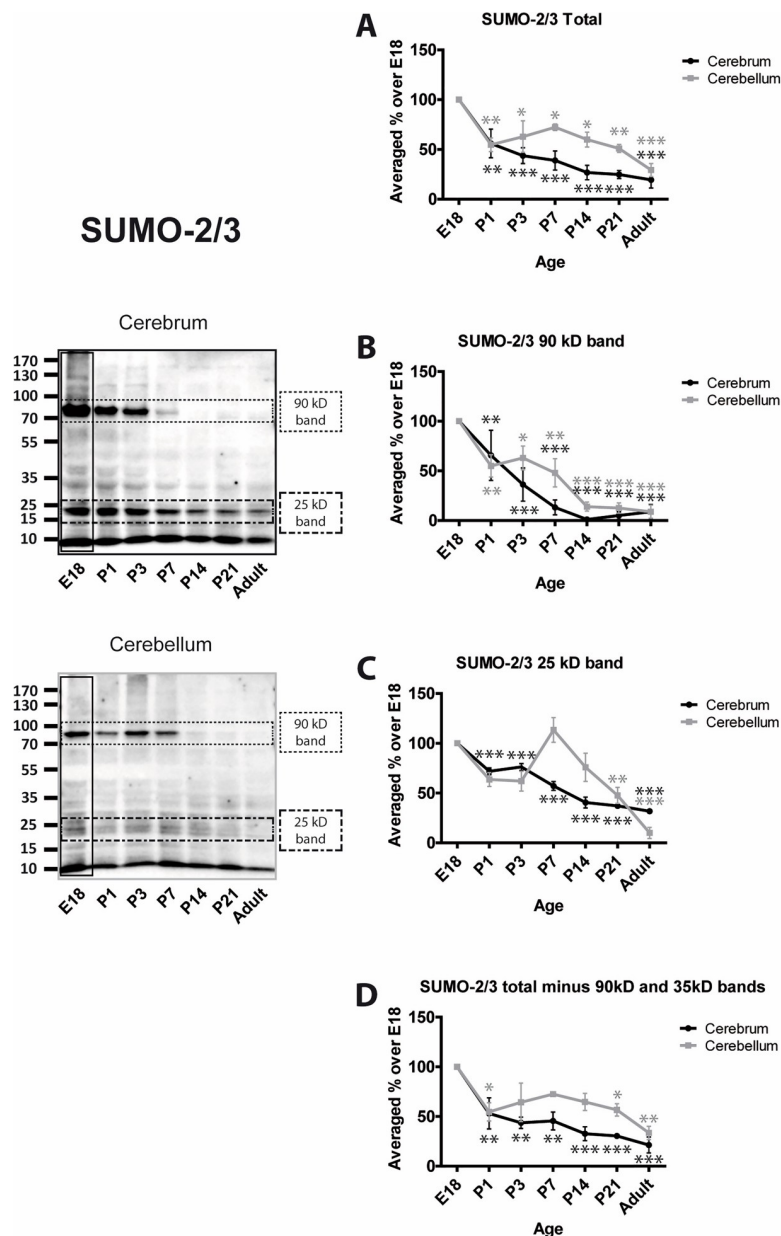 SUMO-2/3
A
SUMO-2/3 Total
Averaged % over E18
150
100
50
0
** * * * ** ***
***
** *** *** *** ***
E18 P1 P3 P7 P14 P21 Adult
Age
Cerebrum
Cerebellum
Cerebrum
170
130
100
70
55
35
25
15
10
90 kD
band
25 kD
band
E18 P1 P3 P7 P14 P21 Adult
B
SUMO-2/3 90 kD band
Averaged % over E18
150
100
50
0
** * ** *** *** ***
*** *** *** ***
** ***
E18 P1 P3 P7 P14 P21 Adult
Age
Cerebrum
Cerebellum
Cerebellum
170
130
100
70
55
35
25
15
10
90 kD
band
25 kD
band
E18 P1 P3 P7 P14 P21 Adult
C
SUMO-2/3 25 kD band
Averaged % over E18
150
100
50
0
*** *** ** ***
***
*** *** ***
E18 P1 P3 P7 P14 P21 Adult
Age
Cerebrum
Cerebellum
D
SUMO-2/3 total minus 90kD and 35kD bands
Averaged % over E18
150
100
50
0
* * **
** ** ** *** *** ***
E18 P1 P3 P7 P14 P21 Adult
Age
Cerebrum
Cerebellum